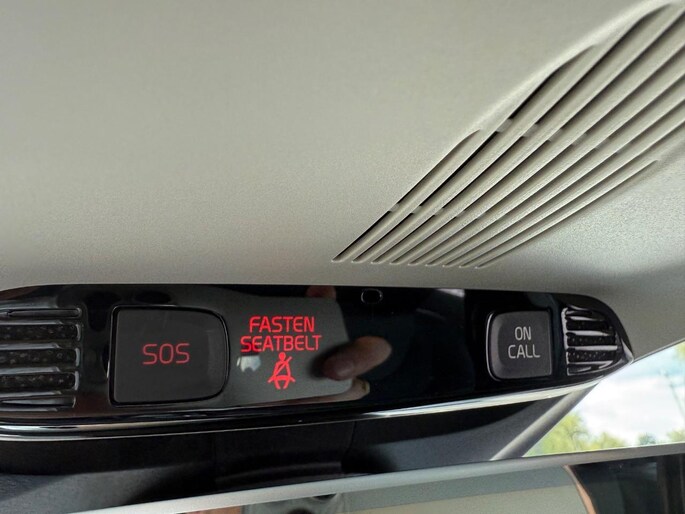 SOS
FASTEN
SEATBELT
ON
CALL